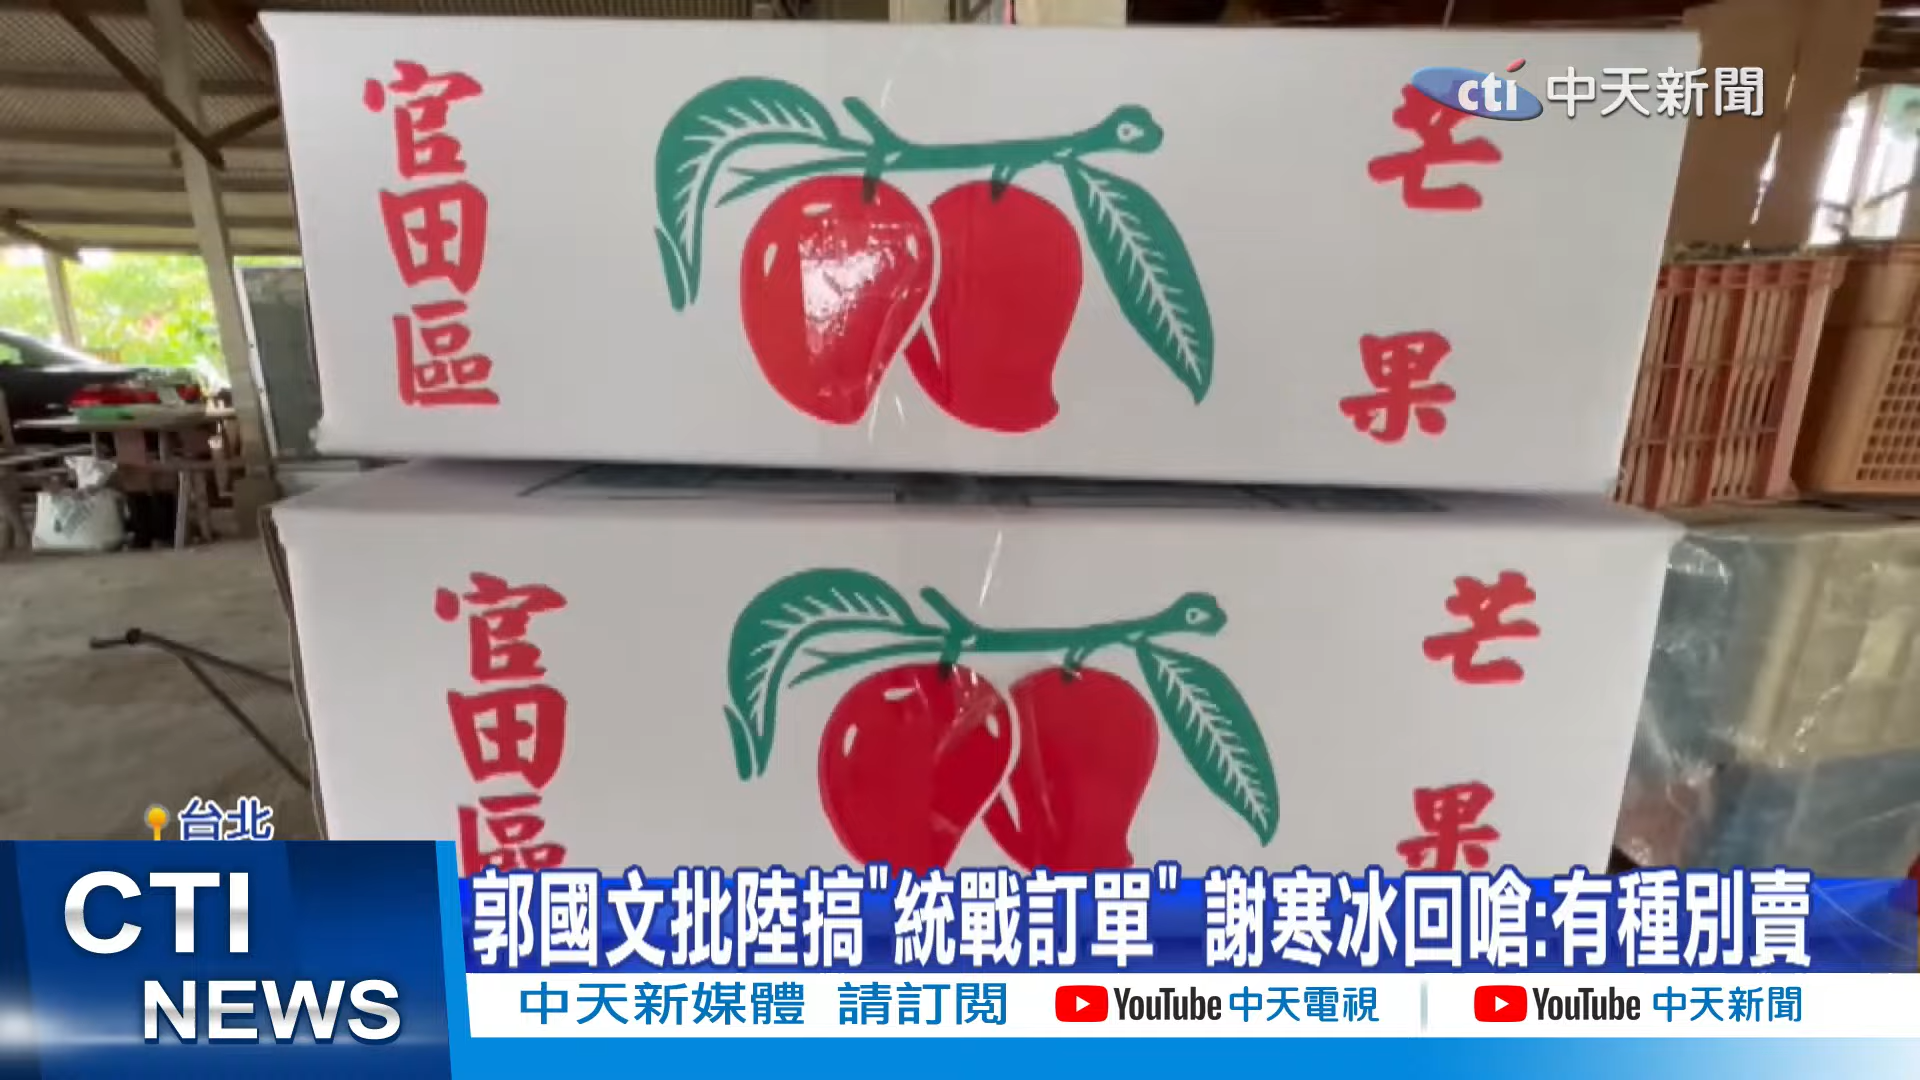 cti 中天新聞
官田區
芒果
官田區
芒果
台北
CTI NEWS
郭國文批陸搞"統戰訂單" 謝寒冰回嗆:有種別賣
中天新媒體 請訂閱 YouTube 中天電視 YouTube 中天新聞